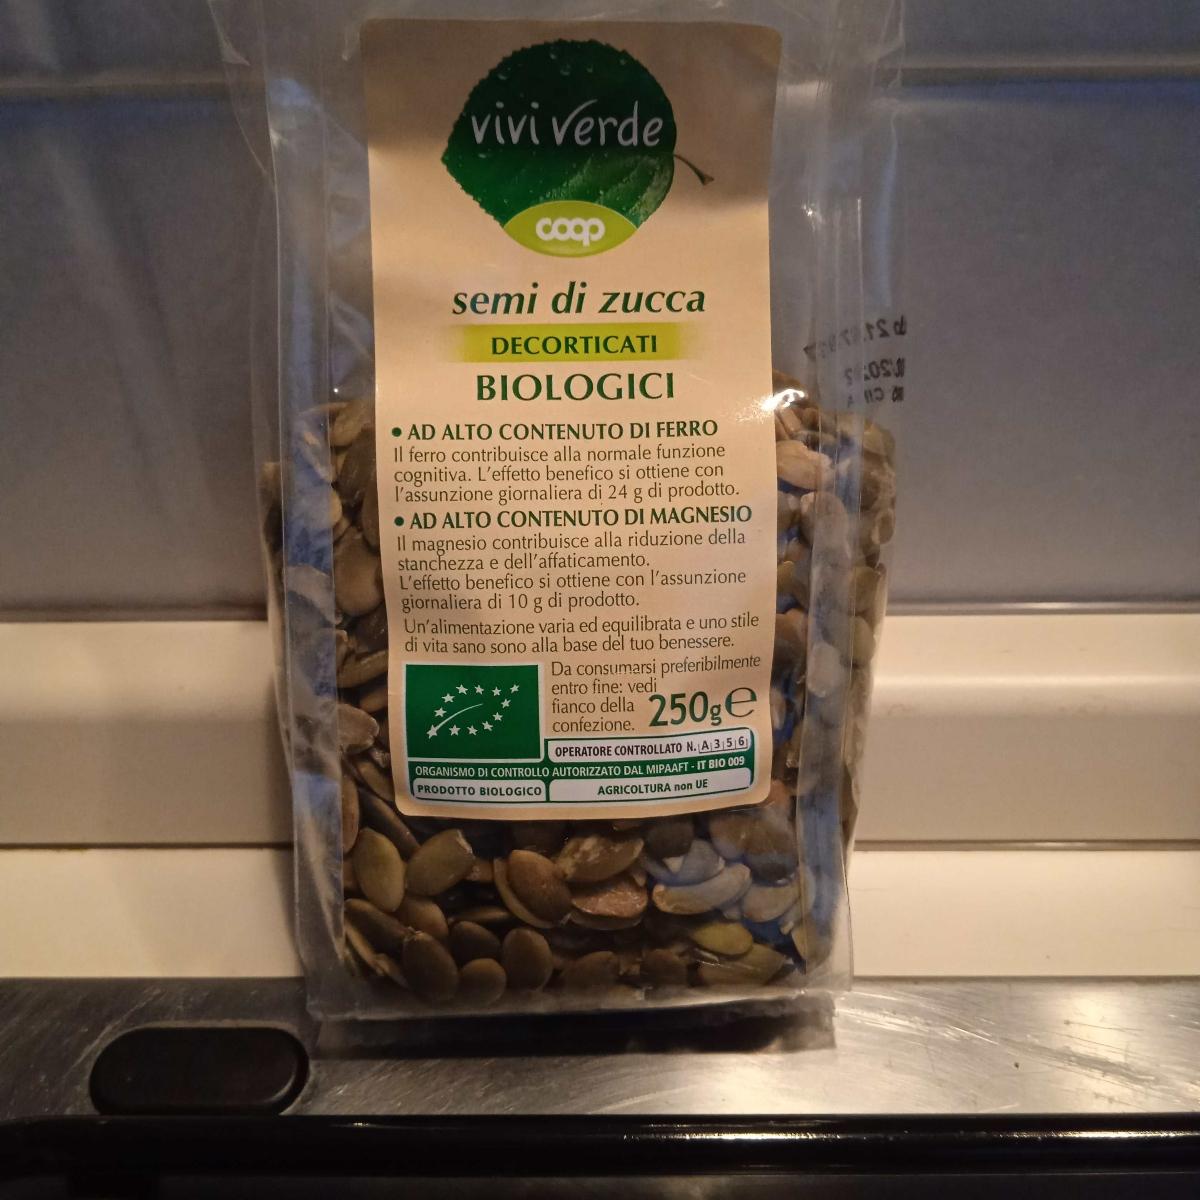 vivi verde
coop
semi di zucca
DECORTICATI
BIOLOGICI
• AD ALTO CONTENUTO DI FERRO
Il ferro contribuisce alla normale funzione
cognitiva. L'effetto benefico si ottiene con
l'assunzione giornaliera di 24 g di prodotto.
• AD ALTO CONTENUTO DI MAGNESIO
Il magnesio contribuisce alla riduzione della
stanchezza e dell'affaticamento.
L'effetto benefico si ottiene con l'assunzione
giornaliera di 10 g di prodotto.
Un'alimentazione varia ed equilibrata e uno stile
di vita sano sono alla base del tuo benessere.
Da consumarsi preferibilmente
entro fine: vedi
fianco della
confezione.
250g e
OPERATORE CONTROLLATO N. A 3 5 6
ORGANISMO DI CONTROLLO AUTORIZZATO DAL MIPAAFT - IT BIO 009
PRODOTTO BIOLOGICO
AGRICOLTURA non UE